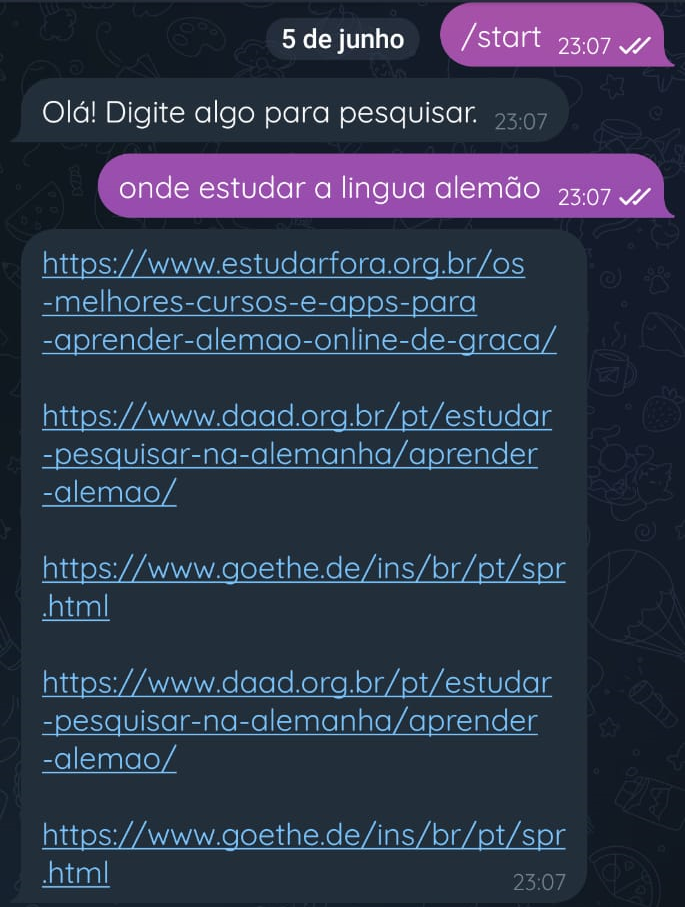 5 de junho
/start 23:07
Olá! Digite algo para pesquisar. 23:07
onde estudar a lingua alemão 23:07
https://www.estudarfora.org.br/os
-melhores-cursos-e-apps-para
-aprender-alemao-online-de-graca/
https://www.daad.org.br/pt/estudar
-pesquisar-na-alemanha/aprender
-alemao/
https://www.goethe.de/ins/br/pt/spr
.html
https://www.daad.org.br/pt/estudar
-pesquisar-na-alemanha/aprender
-alemao/
https://www.goethe.de/ins/br/pt/spr
.html 23:07